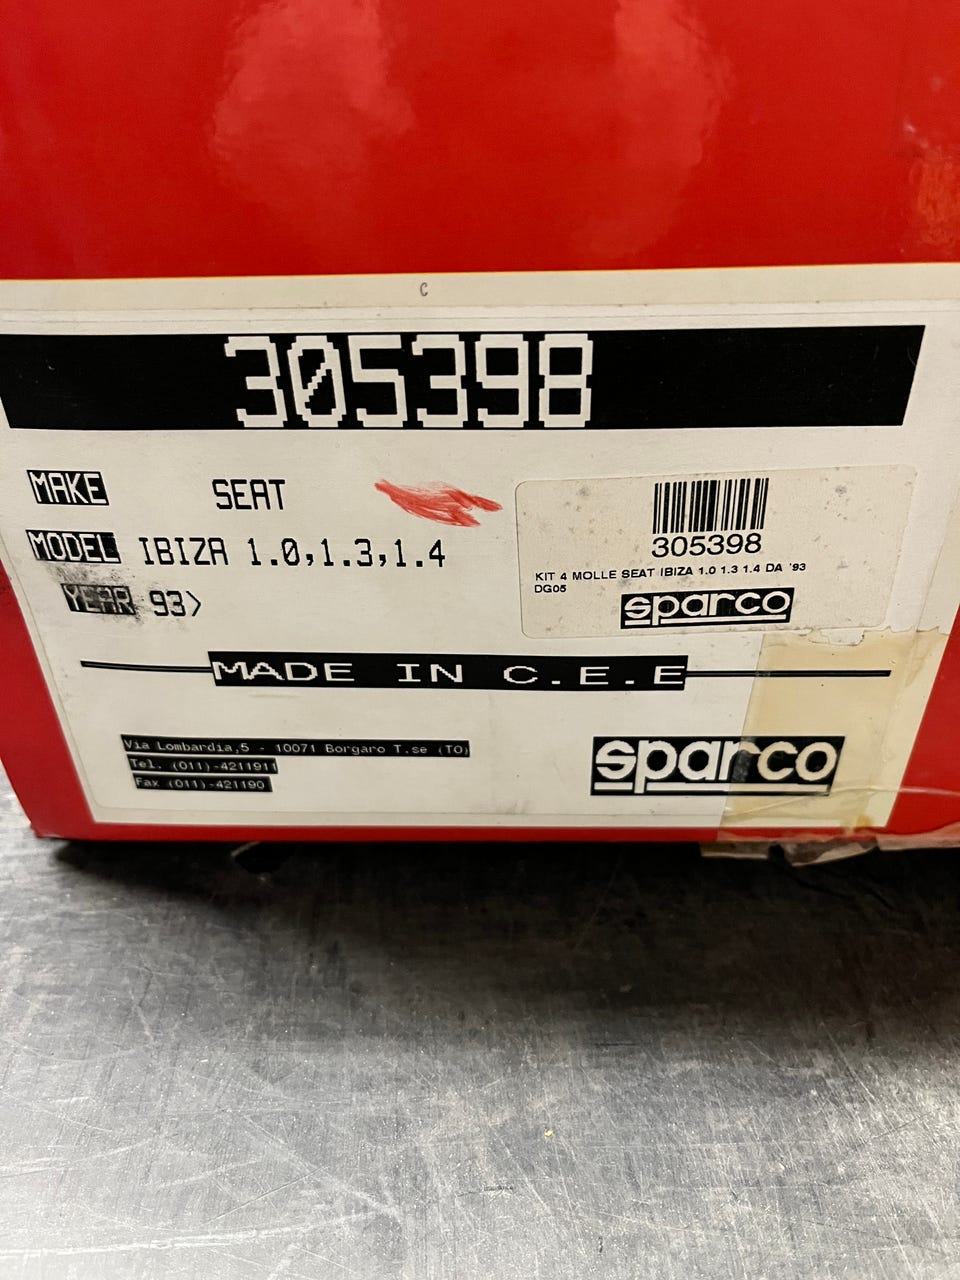 C
305398
MAKE SEAT
MODEL IBIZA 1.0,1.3,1.4
YEAR 93>
305398
KIT 4 MOLLE SEAT IBIZA 1.0 1.3 1.4 DA '93
DG05
sparco
MADE IN C.E.E
Via Lombardia,5 - 10071 Borgaro T.se (TO)
Tel. (011)-4211911
Fax (011)-421190
sparco